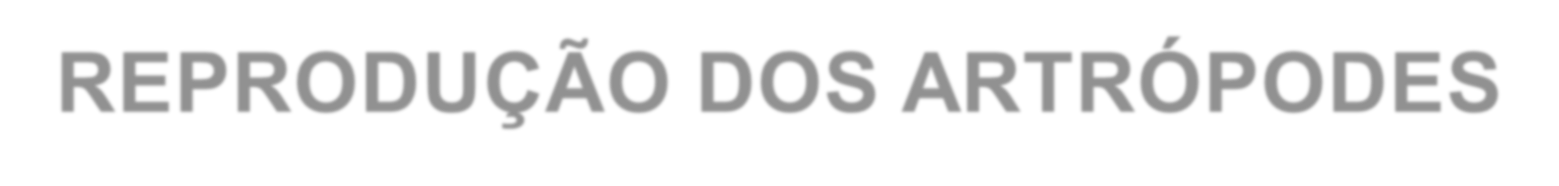 REPRODUÇÃO DOS ARTRÓPODES